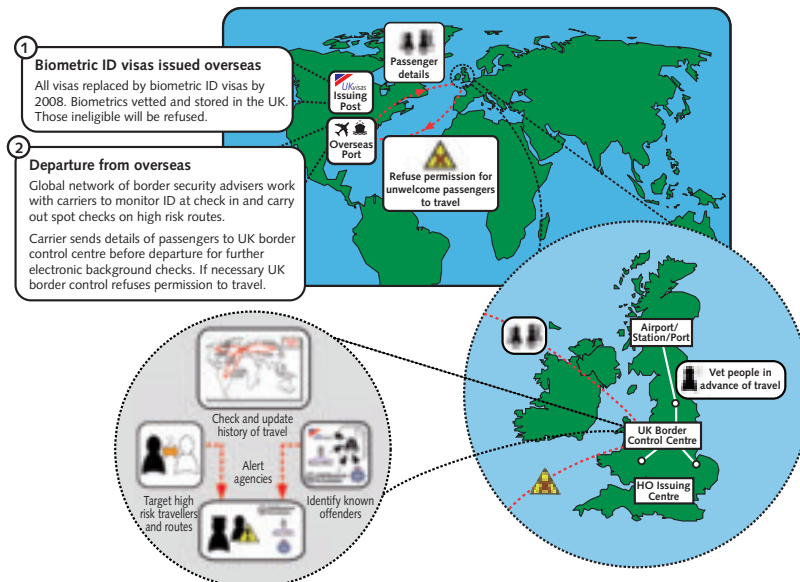 1
Biometric ID visas issued overseas
All visas replaced by biometric ID visas by
2008. Biometrics vetted and stored in the UK.
Those ineligible will be refused.
2
Departure from overseas
Global network of border security advisers work
with carriers to monitor ID at check in and carry
out spot checks on high risk routes.
Carrier sends details of passengers to UK border
control centre before departure for further
electronic background checks. If necessary UK
border control refuses permission to travel.
Passenger
details
UKvisas
Issuing
Post
Overseas
Port
Refuse permission for
unwelcome passengers
to travel
Airport/
Station/Port
Vet people in
advance of travel
UK Border
Control Centre
HO Issuing
Centre
Check and update
history of travel
Alert
agencies
Target high
risk travellers
and routes
Identify known
offenders